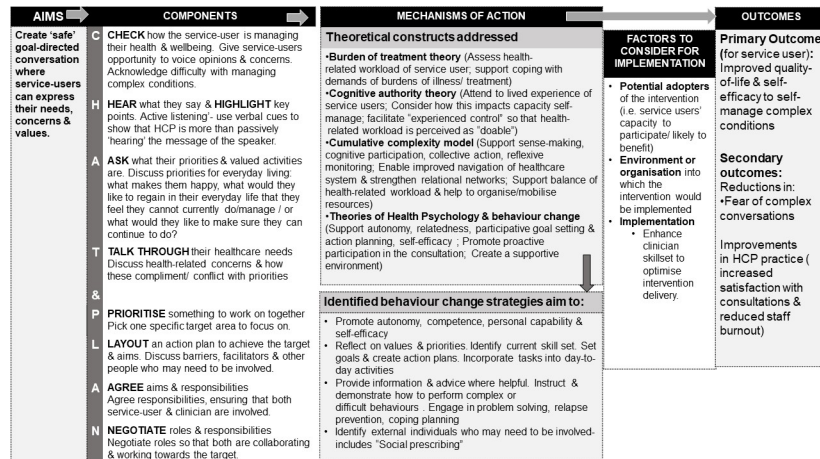 AIMS
Create 'safe'
goal-directed
conversation
where
service-users
can express
their needs,
concerns &
values.
COMPONENTS
C CHECK how the service-user is managing
their health & wellbeing. Give service-users
opportunity to voice opinions & concerns.
Acknowledge difficulty with managing
complex conditions.
H HEAR what they say & HIGHLIGHT key
points. Active listening'- use verbal cues to
show that HCP is more than passively
'hearing' the message of the speaker.
A ASK what their priorities & valued activities
are. Discuss priorities for everyday living:
what makes them happy, what would they
like to regain in their everyday life that they
feel they cannot currently do/manage / or
what would they like to make sure they can
continue to do?
T TALK THROUGH their healthcare needs
Discuss health-related concerns & how
these compliment/ conflict with priorities
&
P PRIORITISE something to work on together
Pick one specific target area to focus on.
L LAYOUT an action plan to achieve the target
& aims. Discuss barriers, facilitators & other
people who may need to be involved.
A AGREE aims & responsibilities
Agree responsibilities, ensuring that both
service-user & clinician are involved.
N NEGOTIATE roles & responsibilities
Negotiate roles so that both are collaborating
& working towards the target.
MECHANISMS OF ACTION
Theoretical constructs addressed
•Burden of treatment theory (Assess health-
related workload of service user; support coping with
demands of burdens of illness/ treatment)
•Cognitive authority theory (Attend to lived experience of
service users; Consider how this impacts capacity self-
manage; facilitate "experienced control" so that health-
related workload is perceived as "doable")
•Cumulative complexity model (Support sense-making,
cognitive participation, collective action, reflexive
monitoring; Enable improved navigation of healthcare
system & strengthen relational networks; Support balance of
health-related workload & help to organise/mobilise
resources)
•Theories of Health Psychology & behaviour change
(Support autonomy, relatedness, participative goal setting &
action planning, self-efficacy ; Promote proactive
participation in the consultation; Create a supportive
environment)
Identified behaviour change strategies aim to:
• Promote autonomy, competence, personal capability &
self-efficacy
• Reflect on values & priorities. Identify current skill set. Set
goals & create action plans. Incorporate tasks into day-to-
day activities
• Provide information & advice where helpful. Instruct &
demonstrate how to perform complex or
difficult behaviours . Engage in problem solving, relapse
prevention, coping planning
• Identify external individuals who may need to be involved-
includes "Social prescribing"
FACTORS TO
CONSIDER FOR
IMPLEMENTATION
• Potential adopters
of the intervention
(i.e. service users'
capacity to
participate/ likely to
benefit)
• Environment or
organisation into
which the
intervention would
be implemented
• Implementation
• Enhance
clinician
skillset to
optimise
intervention
delivery.
OUTCOMES
Primary Outcome
(for service user):
Improved quality-
of-life & self-
efficacy to self-
manage complex
conditions
Secondary
outcomes:
Reductions in:
•Fear of complex
conversations
Improvements
in HCP practice (
increased
satisfaction with
consultations &
reduced staff
burnout)